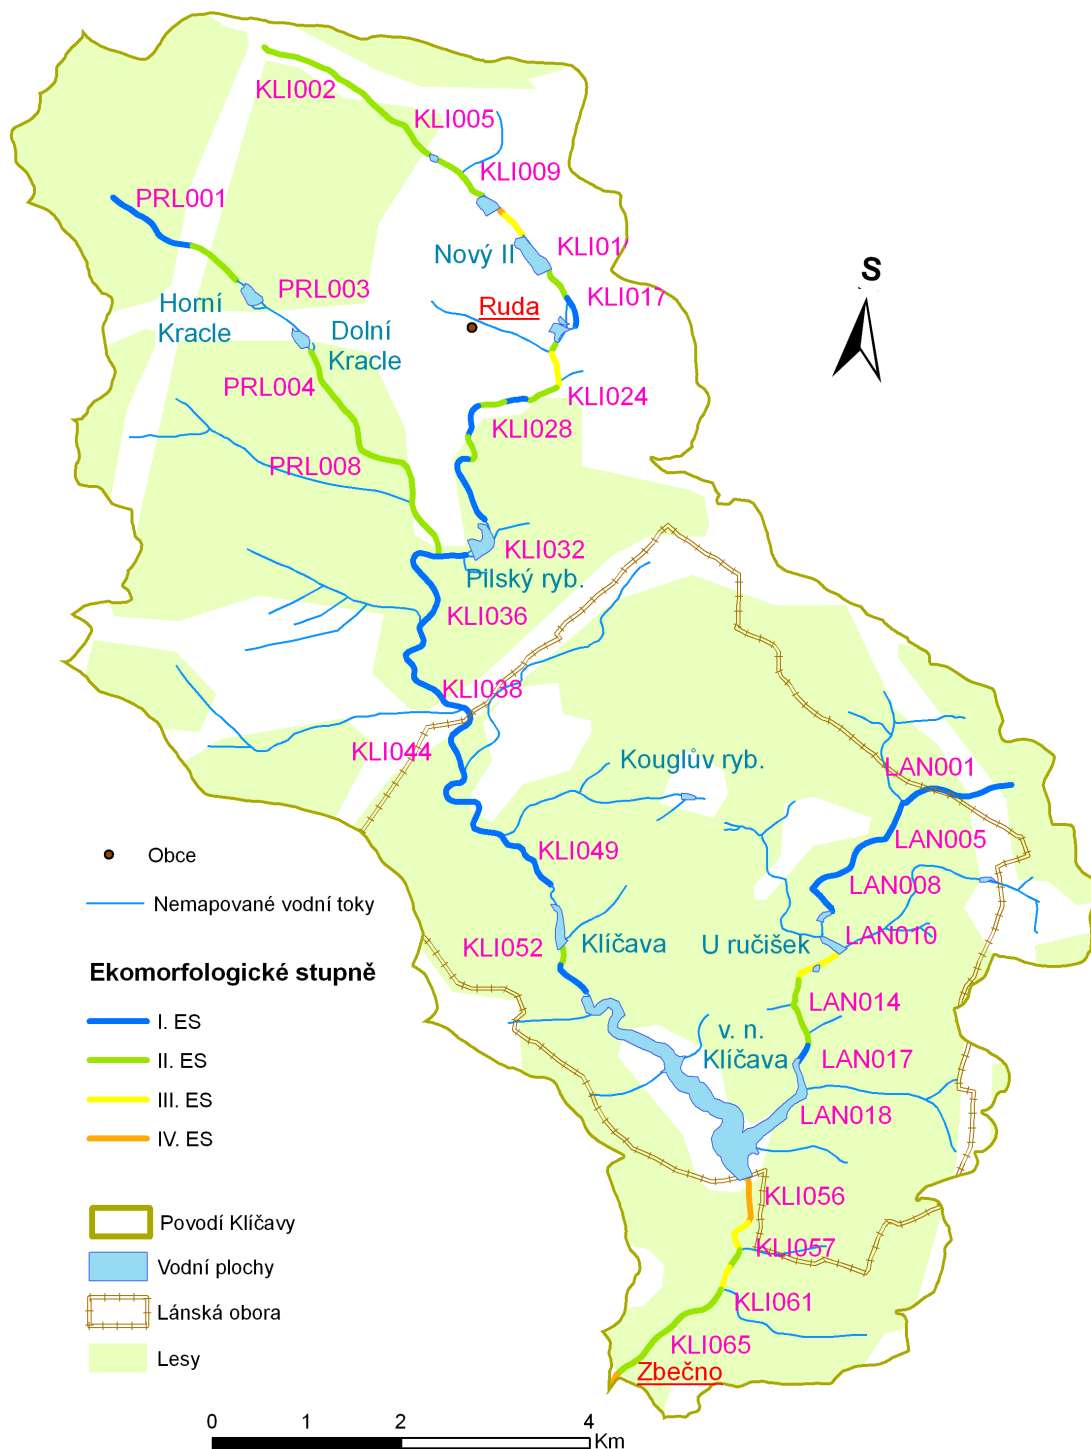 KLI002
KLI005
KLI009
PRL001
Nový II
KLI01
S
PRL003
KLI017
Horní
Kracle
Ruda
Dolní
Kracle
PRL004
KLI024
KLI028
PRL008
KLI032
Pilský ryb.
KLI036
KLI038
KLI044
Kouglův ryb.
LAN001
LAN005
KLI049
LAN008
Obce
Nemapované vodní toky
KLI052
Klíčava
U ručišek
LAN010
Ekomorfologické stupně
I. ES
II. ES
III. ES
IV. ES
LAN014
v. n.
Klíčava
LAN017
LAN018
KLI056
KLI057
KLI061
KLI065
Zbečno
Povodí Klíčavy
Vodní plochy
Lánská obora
Lesy
0 1 2 4
Km